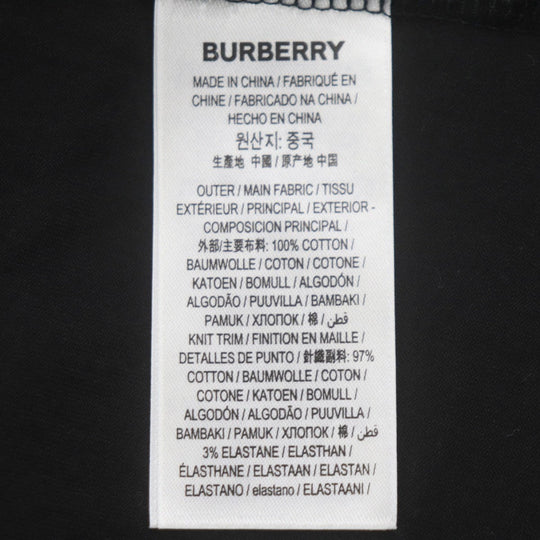 BURBERRY
MADE IN CHINA / FABRIQUÉ EN
CHINE / FABRICADO NA CHINA /
HECHO EN CHINA
원산지: 중국
生產地 中國 / 原产地 中国
OUTER / MAIN FABRIC / TISSU
EXTÉRIEUR / PRINCIPAL / EXTERIOR -
COMPOSICION PRINCIPAL /
外部/主要布料: 100% COTTON /
BAUMWOLLE / COTON / COTONE /
KATOEN / BOMULL / ALGODÓN /
ALGODÃO / PUUVILLA / BAMBAKI /
PAMUK / ХЛОПОК / 棉 / قطن /
KNIT TRIM / FINITION EN MAILLE /
DETALLES DE PUNTO / 針織副料: 97%
COTTON / BAUMWOLLE / COTON /
COTONE / KATOEN / BOMULL /
ALGODÓN / ALGODÃO / PUUVILLA /
BAMBAKI / PAMUK / ХЛОПОК / 棉 / قطن /
3% ELASTANE / ELASTHAN /
ÉLASTHANE / ELASTAAN / ELASTAN /
ELASTANO / elastano / ELASTAANI /